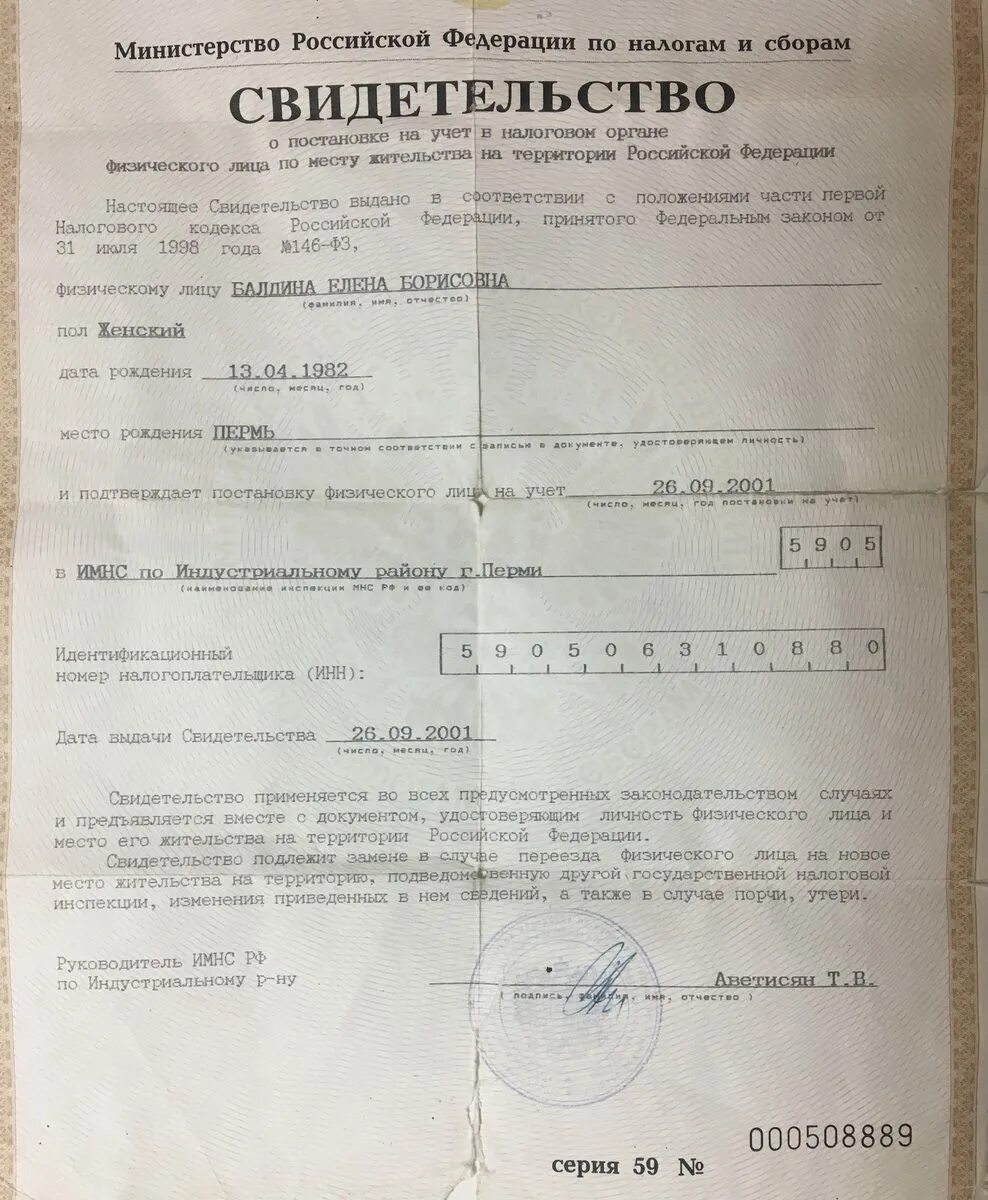 Министерство Российской Федерации по налогам и сборам
СВИДЕТЕЛЬСТВО
о постановке на учет в налоговом органе
физического лица по месту жительства на территории Российской Федерации
Настоящее Свидетельство выдано в соответствии с положениями части первой
Налогового кодекса Российской Федерации, принятого Федеральным законом от
31 июля 1998 года №146-ФЗ,
физическому лицу БАЛДИНА ЕЛЕНА БОРИСОВНА
(фамилия, имя, отчество)
пол Женский
дата рождения 13.04.1982
(число, месяц, год)
место рождения ПЕРМЬ
(указывается в точном соответствии с записью в документе, удостоверяющем личность)
и подтверждает постановку физического лица на учет 26.09.2001
(число, месяц, год постановки на учет)
5905
в ИМНС по Индустриальному району г.Перми
(наименование инспекции МНС РФ и ее код)
Идентификационный 590506310880
номер налогоплательщика (ИНН):
Дата выдачи Свидетельства 26.09.2001
(число, месяц, год)
Свидетельство применяется во всех предусмотренных законодательством случаях
и предъявляется вместе с документом, удостоверяющим личность физического лица и
место его жительства на территории Российской Федерации.
Свидетельство подлежит замене в случае переезда физического лица на новое
место жительства на территорию, подведомственную другой государственной налоговой
инспекции, изменения приведенных в нем сведений, а также в случае порчи, утери.
Руководитель ИМНС РФ
по Индустриальному р-ну Аветисян Т.В.
(подпись, фамилия, имя, отчество)
серия 59 № 000508889